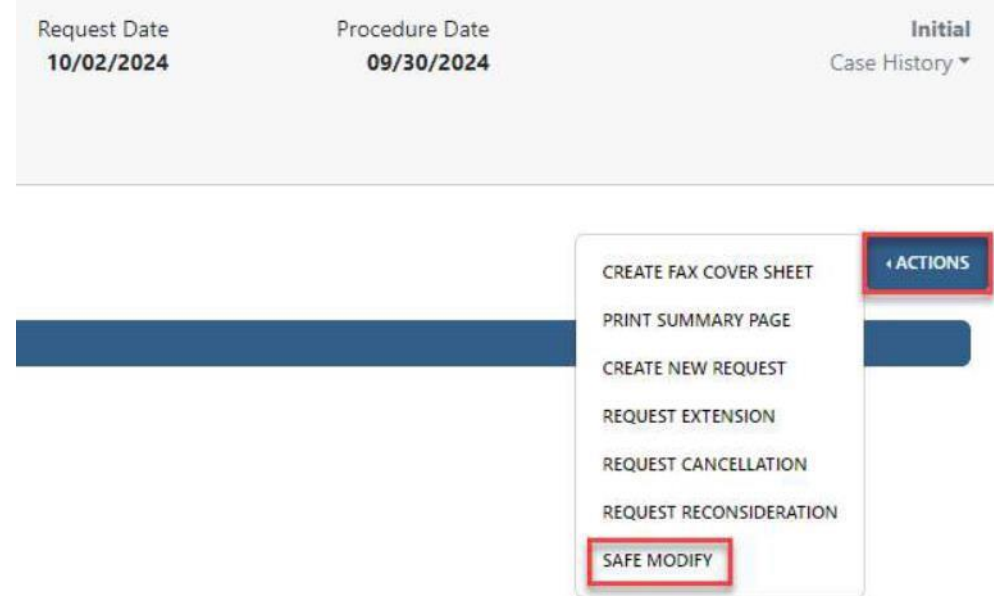 Request Date
10/02/2024
Procedure Date
09/30/2024
Initial
Case History
ACTIONS
CREATE FAX COVER SHEET
PRINT SUMMARY PAGE
CREATE NEW REQUEST
REQUEST EXTENSION
REQUEST CANCELLATION
REQUEST RECONSIDERATION
SAFE MODIFY